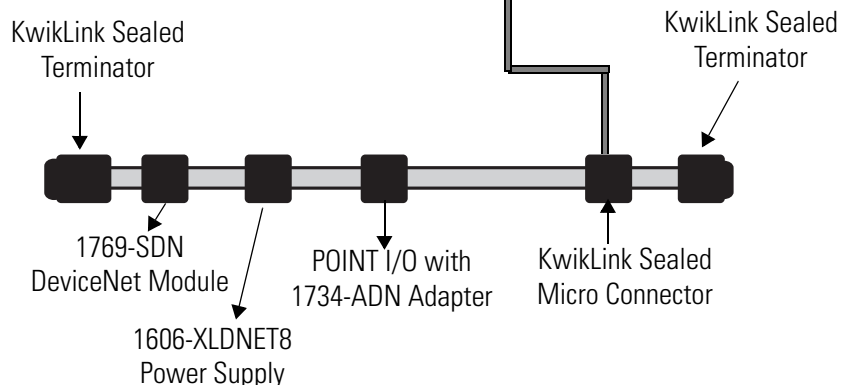 KwikLink Sealed
Terminator
KwikLink Sealed
Terminator
1769-SDN
DeviceNet Module
1606-XLDNET8
Power Supply
POINT I/O with
1734-ADN Adapter
KwikLink Sealed
Micro Connector